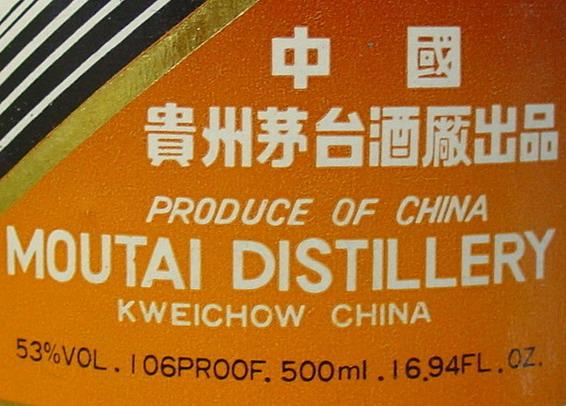 中國
貴州茅台酒廠出品
PRODUCE OF CHINA
MOUTAI DISTILLERY
KWEICHOW CHINA
53%VOL. 106PROOF. 500ml. 16.94FL.OZ.